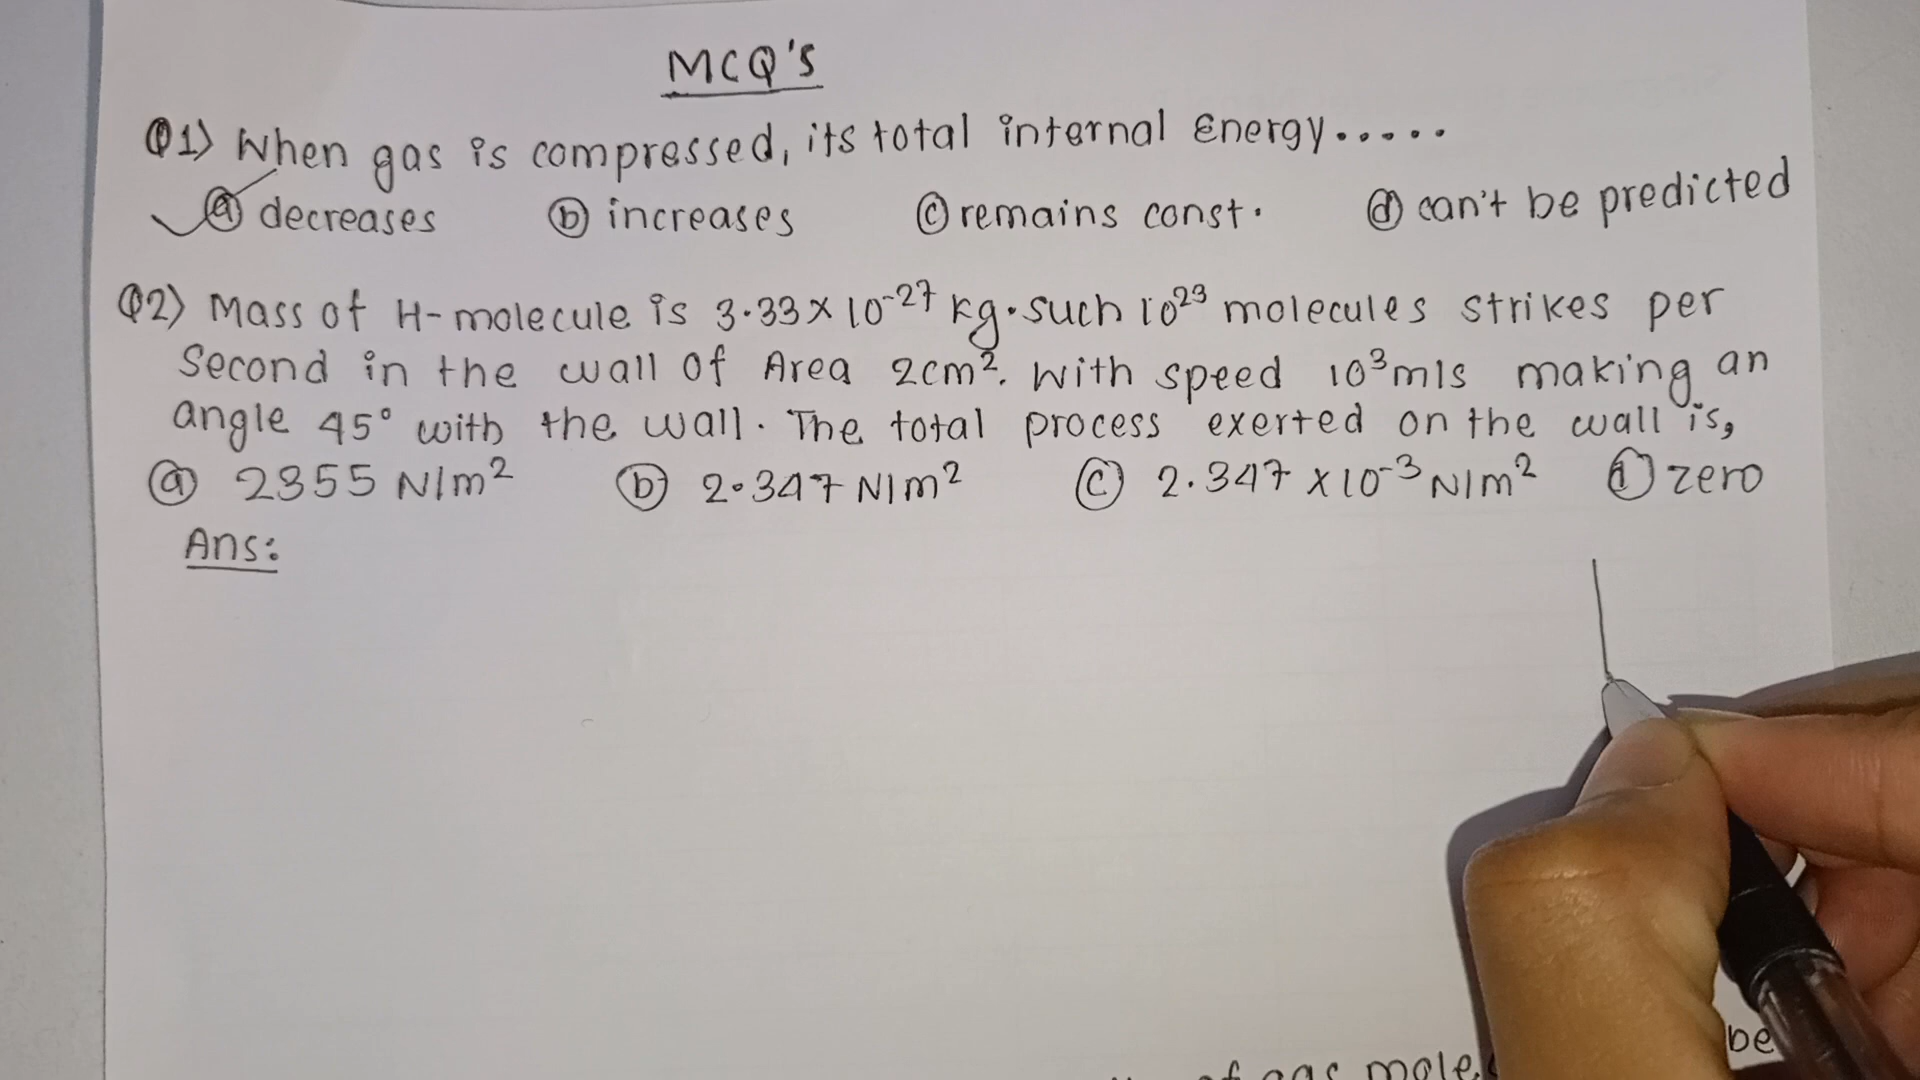 MCQ's
Q1) When gas is compressed, its total internal Energy.....
(a) decreases (b) increases (c) remains const. (d) can't be predicted
Q2) Mass of H-molecule is 3.33 x 10⁻²⁷ kg. such 10²³ molecules strikes per
Second in the wall of Area 2cm². With speed 10³m/s making an
angle 45° with the wall. The total process exerted on the wall is,
(a) 2355 N/m² (b) 2.347 N/m² (c) 2.347 x 10⁻³ N/m² (d) zero
Ans:
be
of gas mole